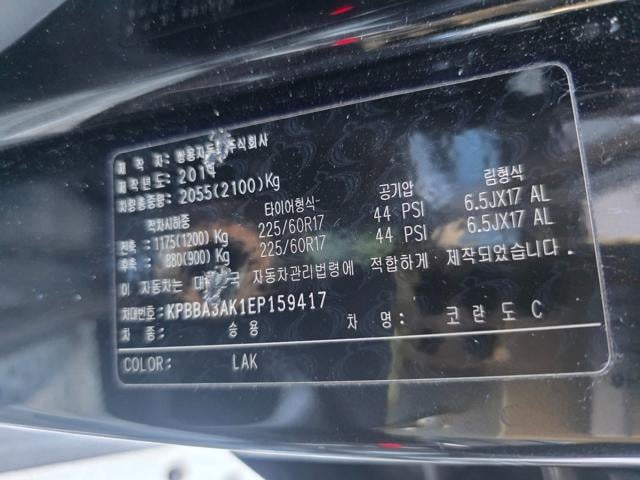 제 작 자: 쌍용자동차 주식회사
제작년도: 2014
차량총중량: 2055(2100)Kg
적차시하중 타이어형식 공기압 림형식
전축: 1175(1200) Kg 225/60R17 44 PSI 6.5JX17 AL
후축: 880(900) Kg 225/60R17 44 PSI 6.5JX17 AL
이 자동차는 대한민국 자동차관리법령에 적합하게 제작되었습니다.
차대번호: KPBBA3AK1EP159417
차 종: 승용 차 명: 코란도 C
COLOR: LAK